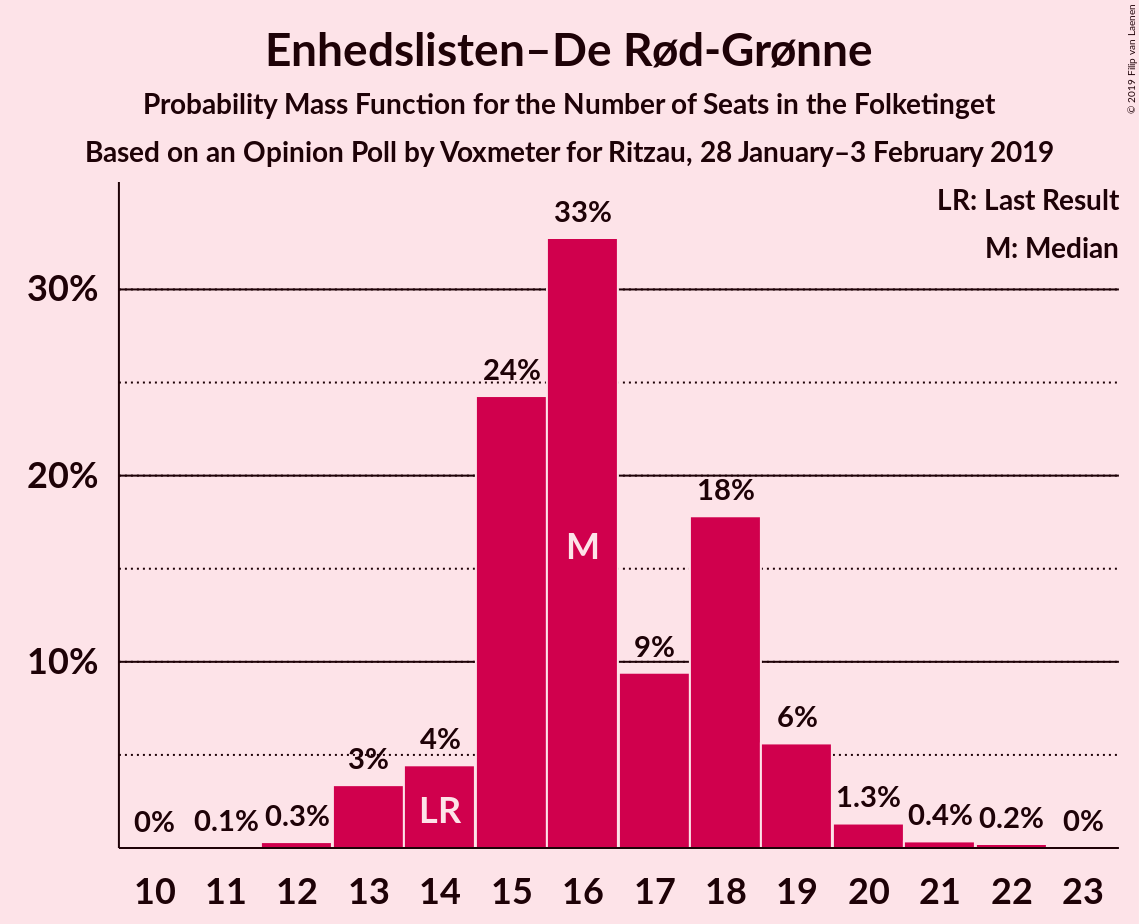 Enhedslisten–De Rød-Grønne
Probability Mass Function for the Number of Seats in the Folketinget
Based on an Opinion Poll by Voxmeter for Ritzau, 28 January–3 February 2019
© 2019 Filip van Laenen
LR: Last Result
M: Median
30%
20%
10%
0%
0.1%
0.3%
3%
4%
24%
33%
9%
18%
6%
1.3%
0.4%
0.2%
0%
LR
M
10 11 12 13 14 15 16 17 18 19 20 21 22 23